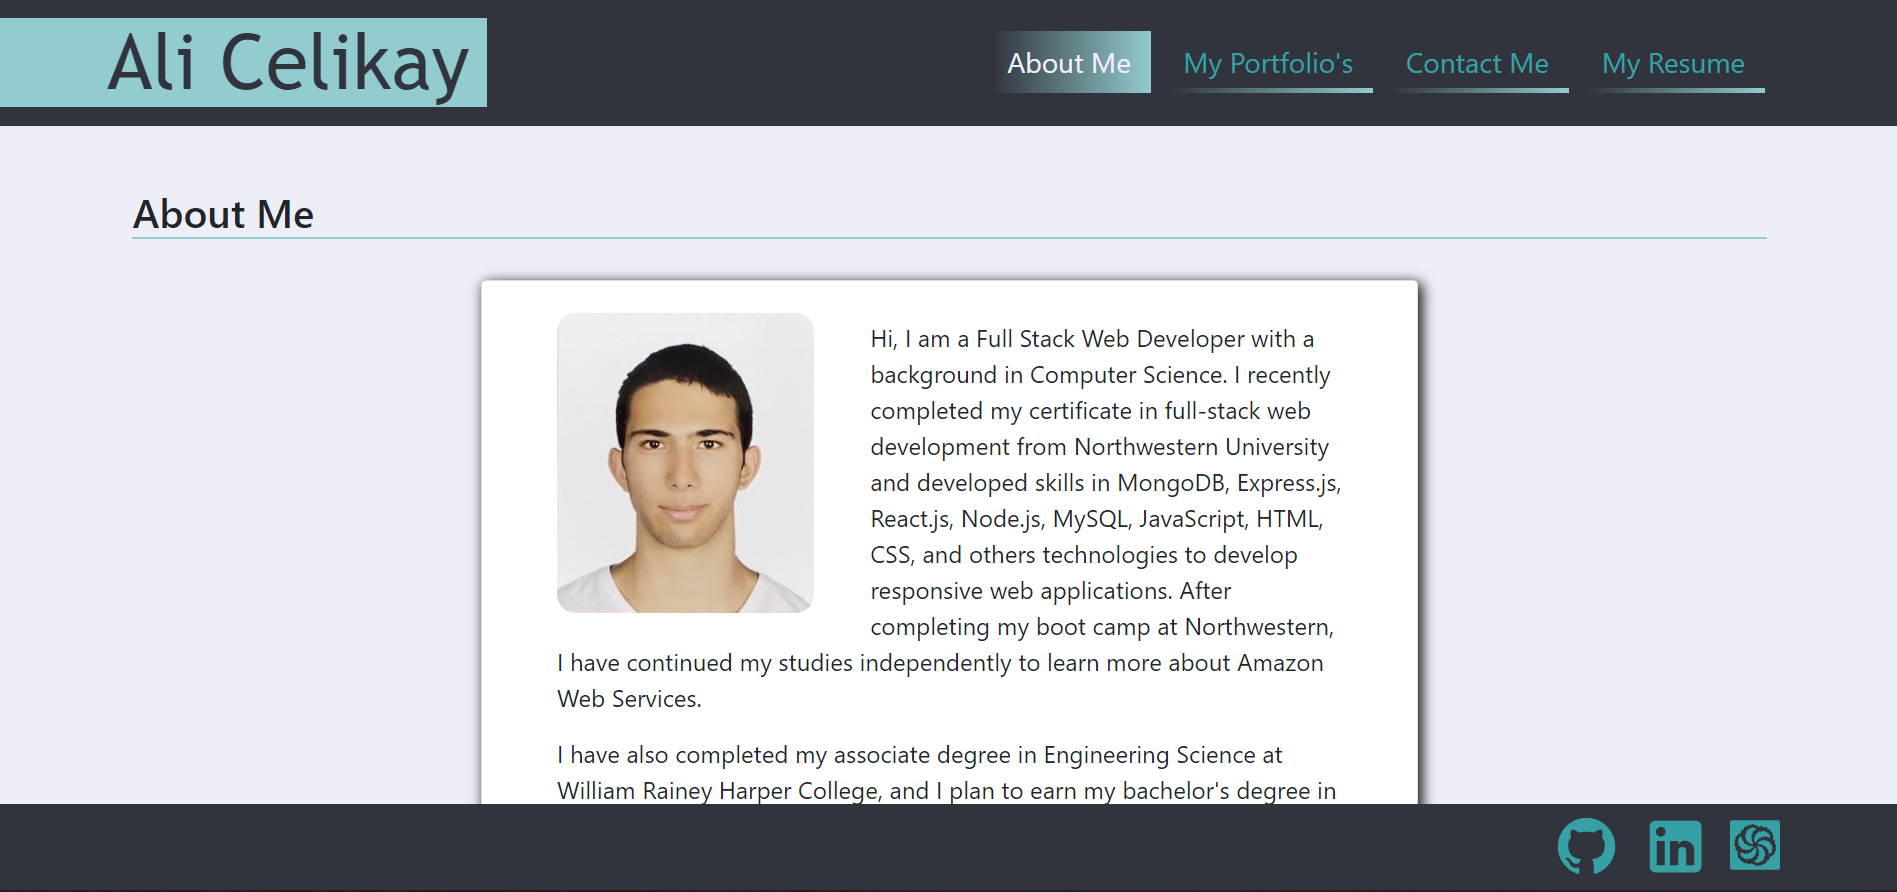 Ali Celikay
About Me
My Portfolio's
Contact Me
My Resume
About Me
Hi, I am a Full Stack Web Developer with a
background in Computer Science. I recently
completed my certificate in full-stack web
development from Northwestern University
and developed skills in MongoDB, Express.js,
React.js, Node.js, MySQL, JavaScript, HTML,
CSS, and others technologies to develop
responsive web applications. After
completing my boot camp at Northwestern,
I have continued my studies independently to learn more about Amazon
Web Services.
I have also completed my associate degree in Engineering Science at
William Rainey Harper College, and I plan to earn my bachelor's degree in
in